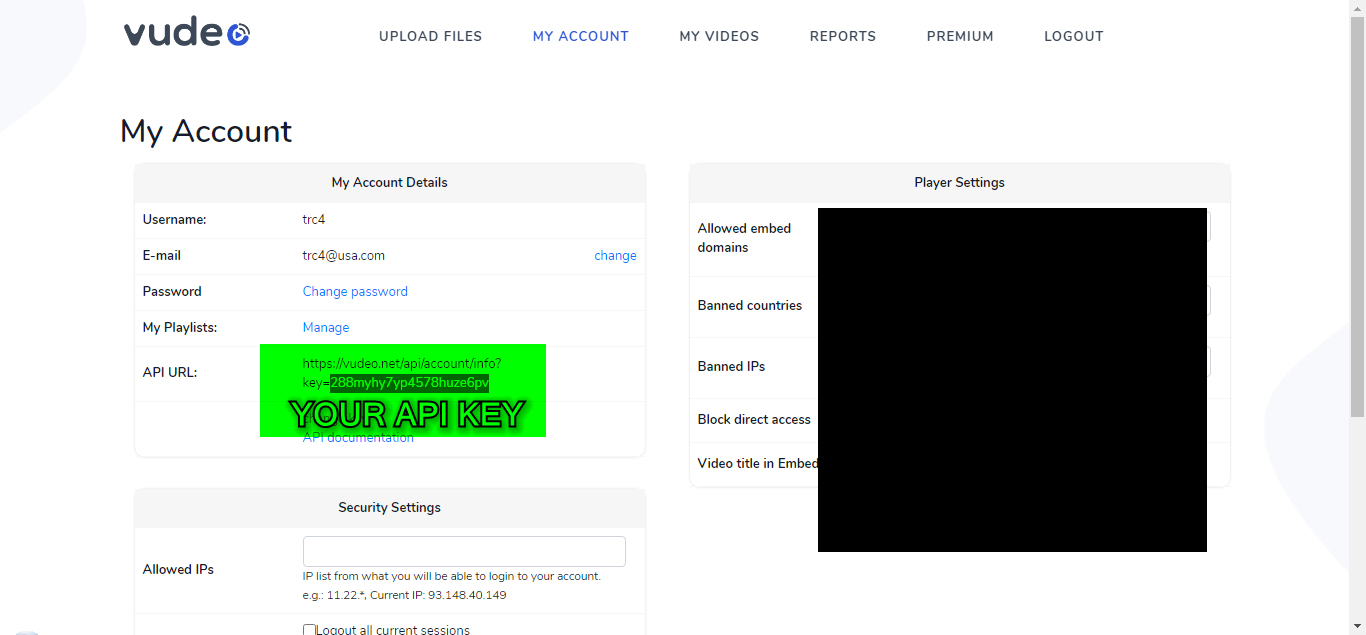 vudeo
UPLOAD FILES
MY ACCOUNT
MY VIDEOS
REPORTS
PREMIUM
LOGOUT
My Account
My Account Details
Username:
trc4
E-mail
trc4@usa.com
change
Password
Change password
My Playlists:
Manage
API URL:
https://vudeo.net/api/account/info?
key=288myhy7yp4578huze6pv
YOUR API KEY
API documentation
Security Settings
Allowed IPs
IP list from what you will be able to login to your account.
e.g.: 11.22.*, Current IP: 93.148.40.149
Logout all current sessions
Player Settings
Allowed embed
domains
Banned countries
Banned IPs
Block direct access
Video title in Embed